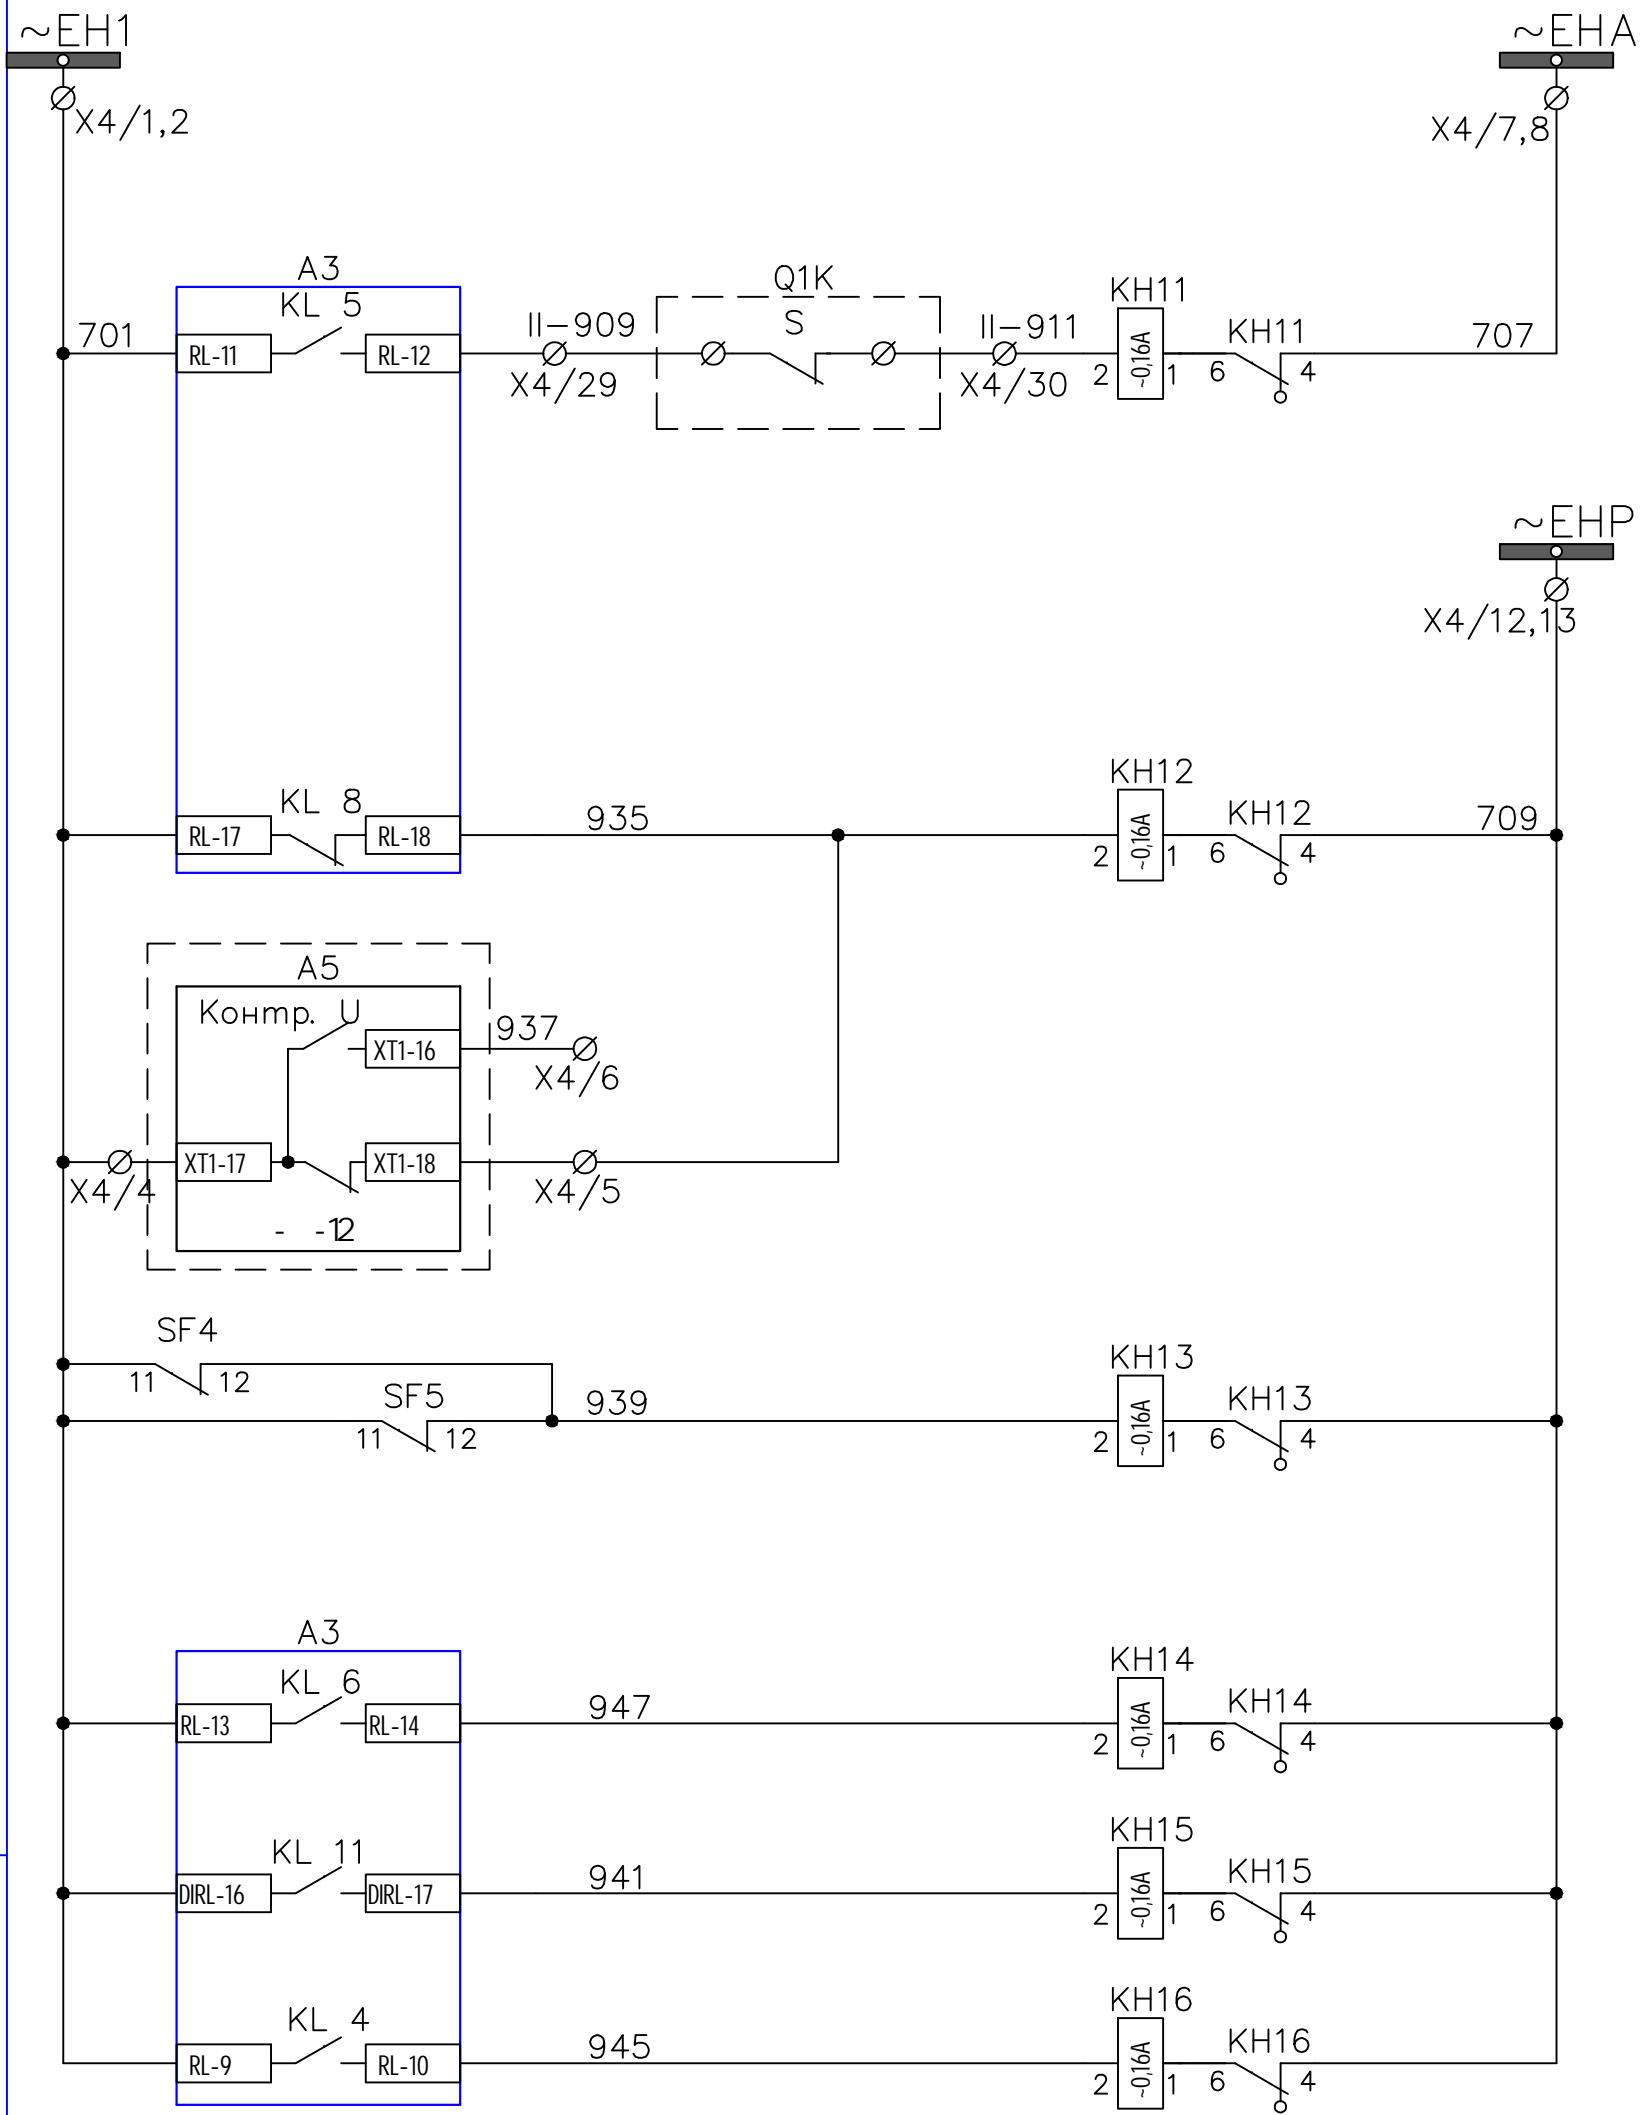 ~EH1
~EHA
X4/1,2
X4/7,8
A3
Q1K
KH11
KL 5
II-909
S
II-911
KH11
701
707
RL-11
RL-12
~0,16A
X4/29
X4/30
2
1
6
4
~EHP
X4/12,13
KH12
KL 8
935
KH12
709
RL-17
RL-18
~0,16A
2
1
6
4
A5
Контр. U
937
XT1-16
X4/6
XT1-17
XT1-18
X4/4
X4/5
- -12
SF4
KH13
11
12
SF5
939
KH13
~0,16A
11
12
2
1
6
4
A3
KH14
KL 6
947
KH14
RL-13
RL-14
~0,16A
2
1
6
4
KH15
KL 11
941
KH15
DIRL-16
DIRL-17
~0,16A
2
1
6
4
KH16
KL 4
945
KH16
RL-9
RL-10
~0,16A
2
1
6
4